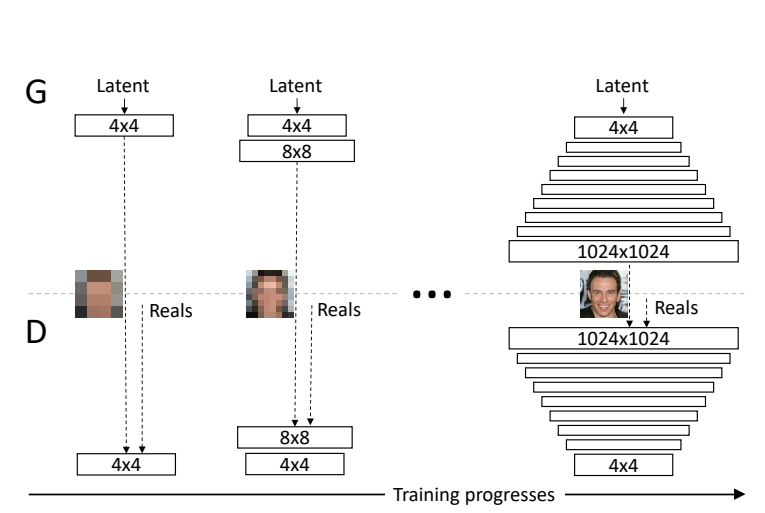 G
Latent
Latent
Latent
4x4
4x4
4x4
8x8
1024x1024
Reals
Reals
Reals
D
1024x1024
8x8
4x4
4x4
4x4
Training progresses